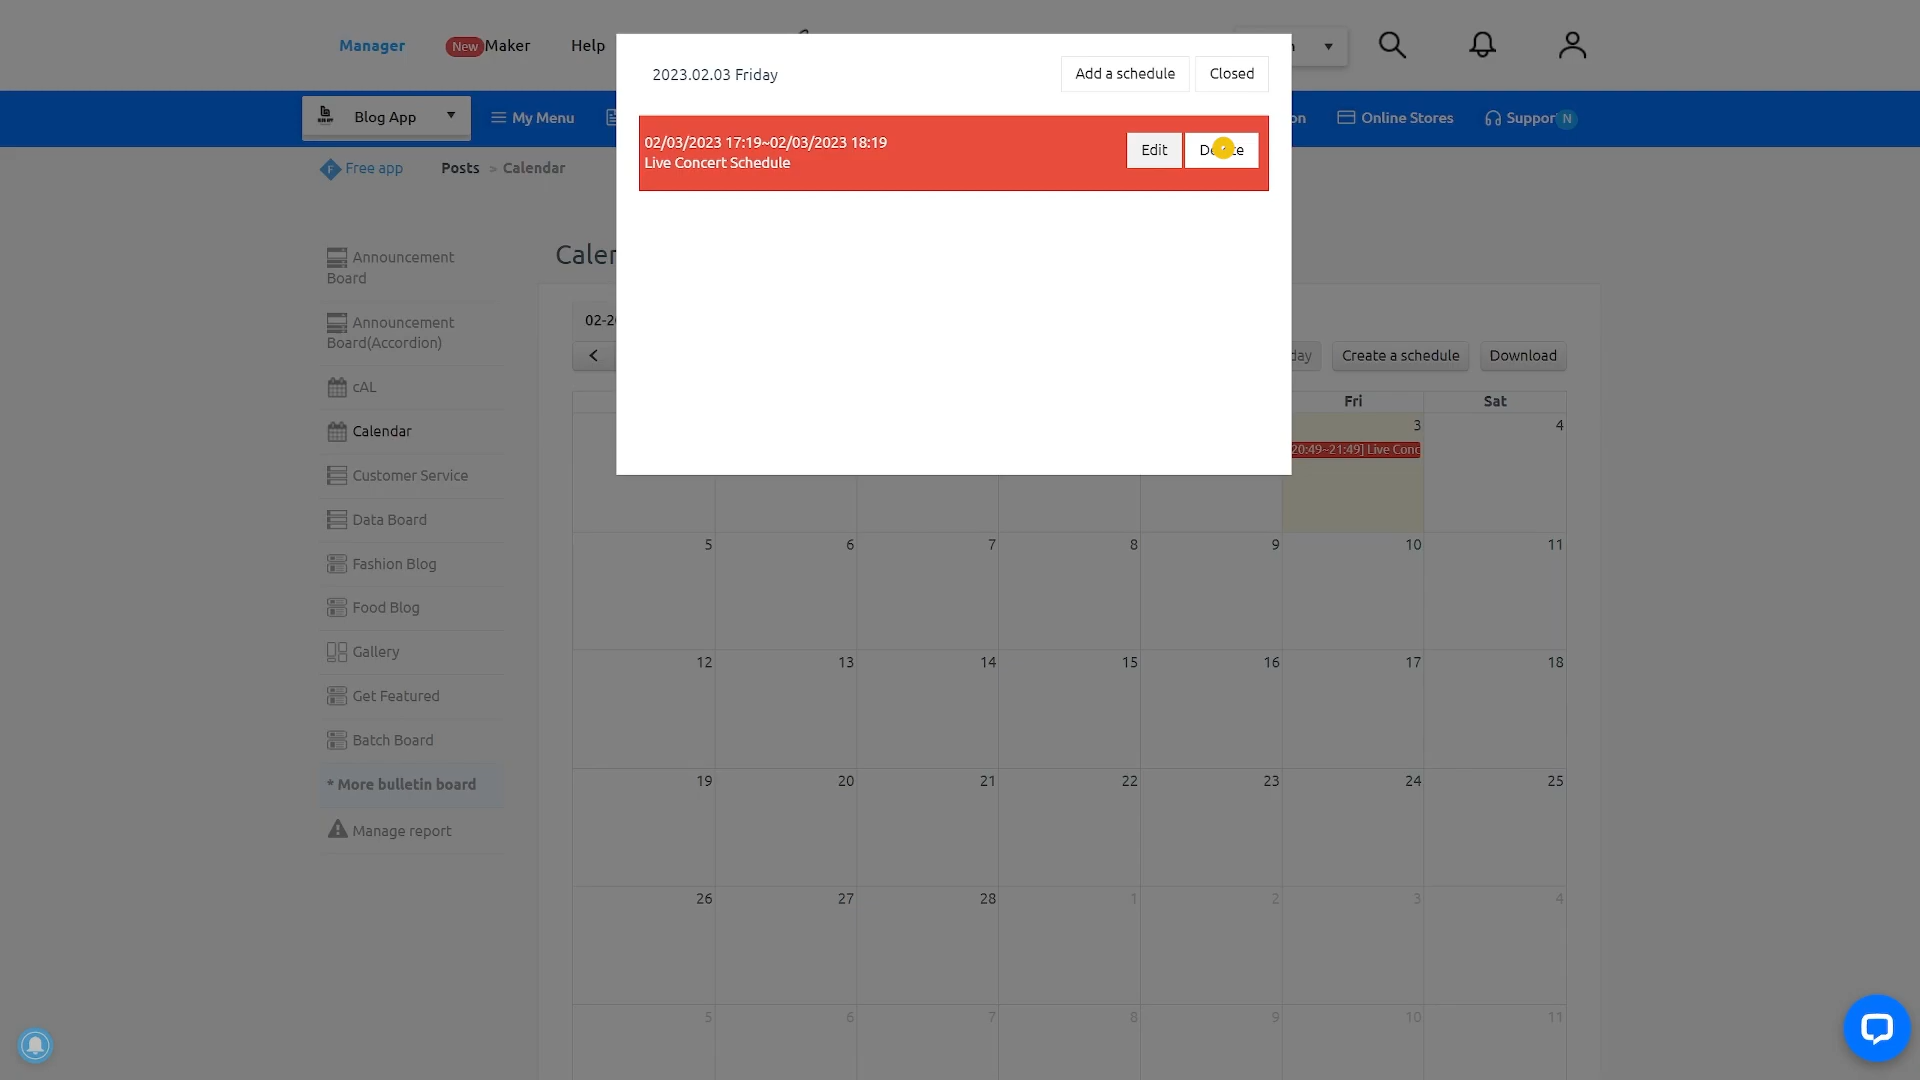 Manager New Maker Help
2023.02.03 Friday Add a schedule Closed
Blog App My Menu Online Stores Suppor N
02/03/2023 17:19~02/03/2023 18:19
Live Concert Schedule
Edit
Free app Posts > Calendar
Announcement
Board
Announcement
Board(Accordion)
cAL
Calendar
Customer Service
Data Board
Fashion Blog
Food Blog
Gallery
Get Featured
Batch Board
* More bulletin board
Manage report
Create a schedule Download
Fri Sat
3 4
20:49~21:49] Live Conc
5 6 7 8 9 10 11
12 13 14 15 16 17 18
19 20 21 22 23 24 25
26 27 28 1 2 3 4
5 6 7 8 9 10 11